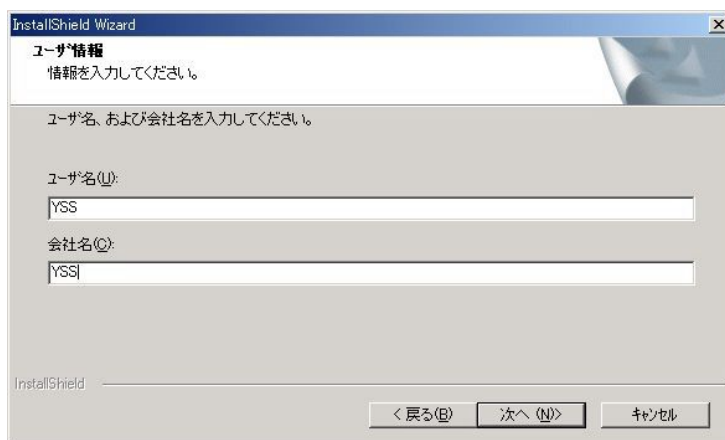 InstallShield Wizard
ユーザ情報
情報を入力してください。
ユーザ名、および会社名を入力してください。
ユーザ名(U):
YSS
会社名(C):
YSS
InstallShield
< 戻る(B) 次へ (N)> キャンセル